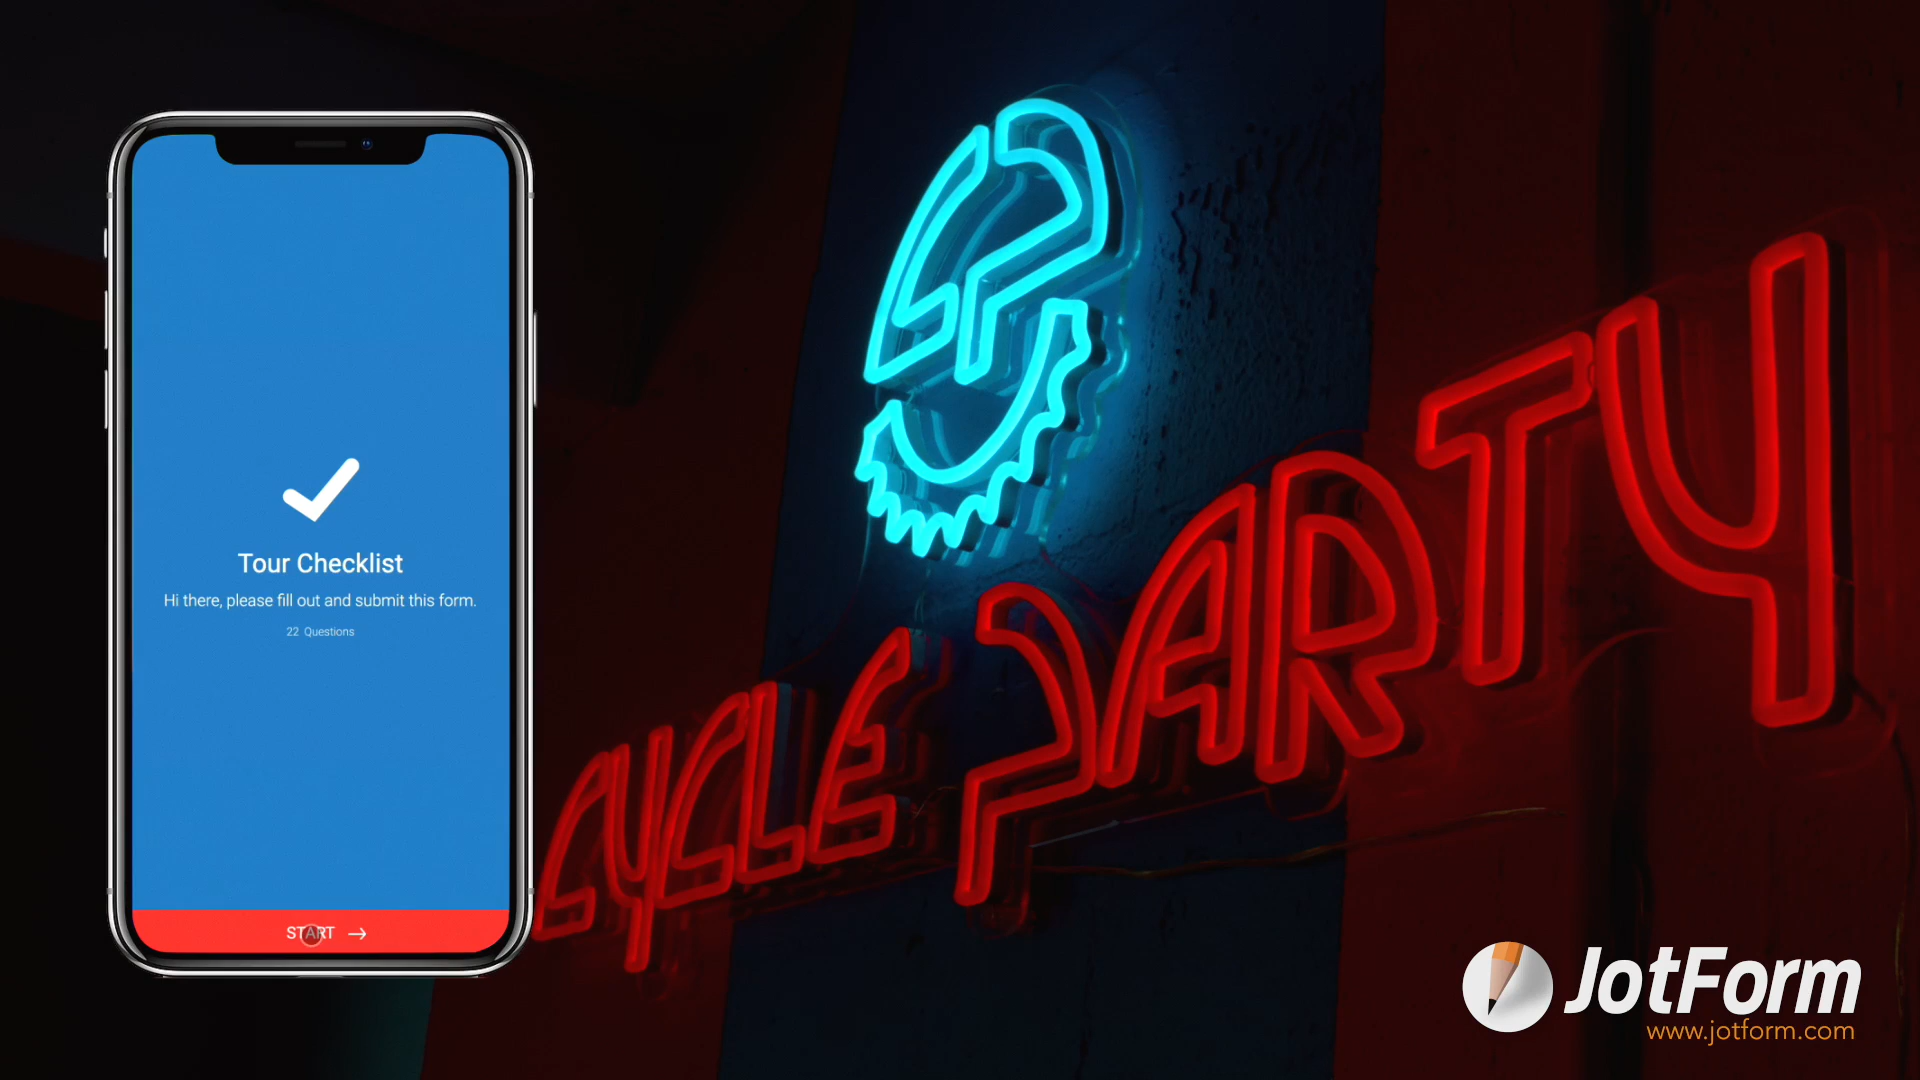 Tour Checklist
Hi there, please fill out and submit this form.
22 Questions
START
CYCLE PARTY
JotForm
www.jotform.com